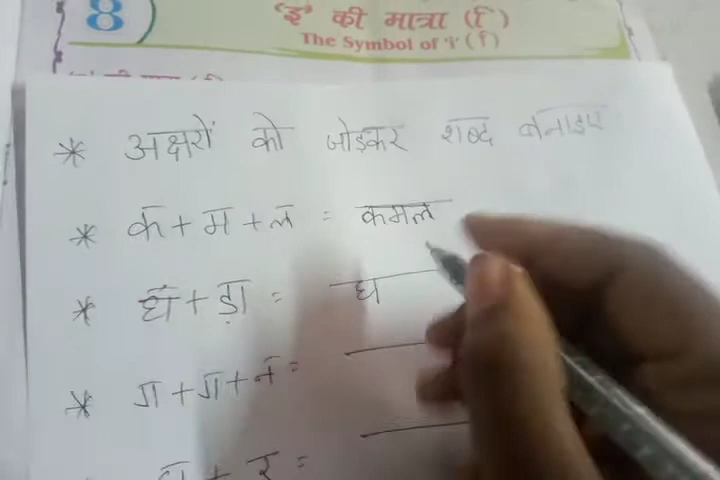 8 'इ' की मात्रा (ि)
The Symbol of 'i' (ि)
* अक्षरों को जोड़कर शब्द बनाइए
* क + म + ल = कमल
* घ + ड़ा = घ
* ग + ग + न =
+ र =